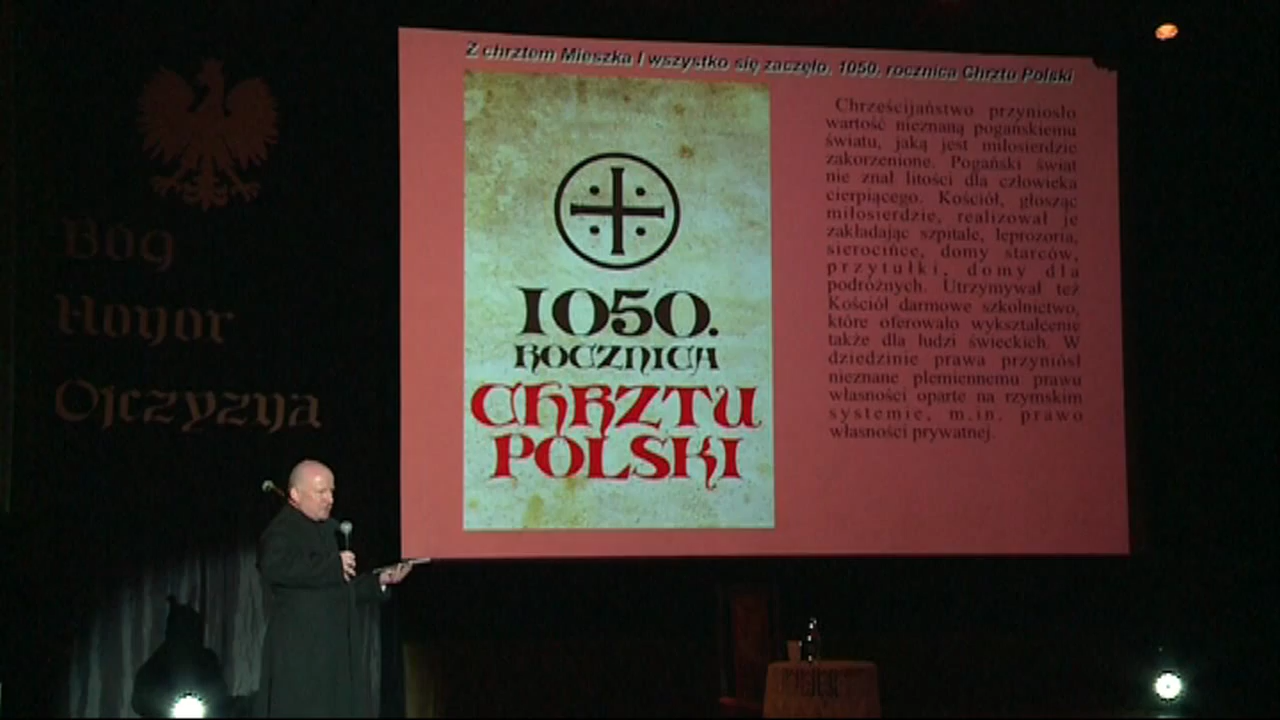 Z chrztem Mieszka I wszystko się zaczęło. 1050. rocznica Chrztu Polski
Bóg
Honor
Ojczyzna
1050.
ROCZNICA
CHRZTU
POLSKI
Chrześcijaństwo przyniosło
wartość nieznaną pogańskiemu
światu, jaką jest miłosierdzie
zakorzenione. Pogański świat
nie znał litości dla człowieka
cierpiącego. Kościół, głosząc
miłosierdzie, realizował je
zakładając szpitale, leprozoria,
sierocińce, domy starców,
przytułki, domy dla
podróżnych. Utrzymywał też
Kościół darmowe szkolnictwo,
które oferowało wykształcenie
także dla ludzi świeckich. W
dziedzinie prawa przyniósł
nieznane plemiennemu prawu
własności oparte na rzymskim
systemie, m.in. prawo
własności prywatnej.